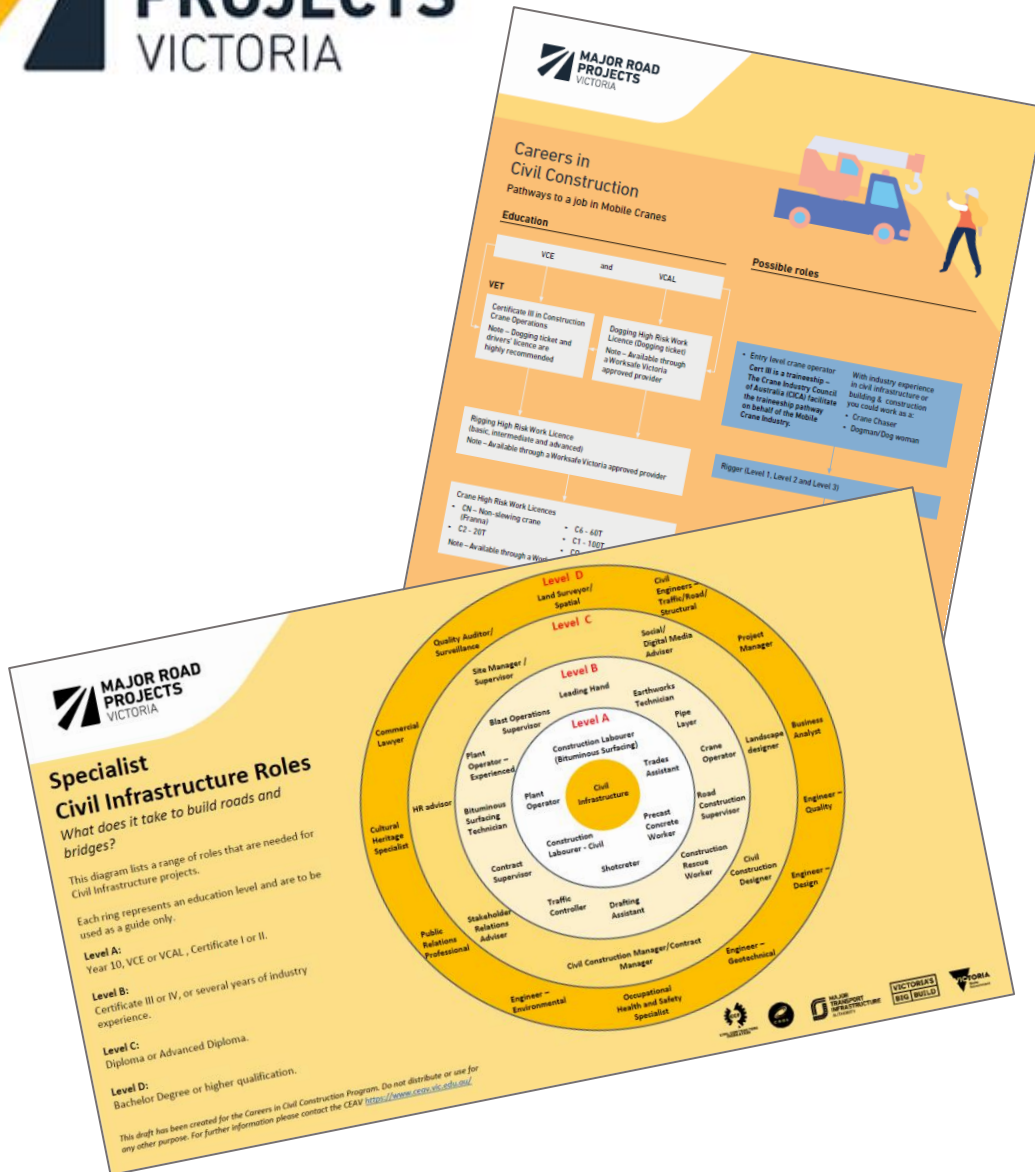 PROJECTS
VICTORIA
MAJOR ROAD
PROJECTS
VICTORIA
Careers in
Civil Construction
Pathways to a job in Mobile Cranes
Education
VCE and VCAL
VET
Certificate III in Construction
Crane Operations
Note – Dogging ticket and
drivers' licence are
highly recommended
Dogging High Risk Work
Licence (Dogging ticket)
Note – Available through
a Worksafe Victoria
approved provider
Rigging High Risk Work Licence
(basic, intermediate and advanced)
Note – Available through a Worksafe Victoria approved provider
Crane High Risk Work Licences
• CN – Non-slewing crane
(Franna)
• C2 - 20T
• C6 - 60T
• C1 - 100T
Note – Available through a
Possible roles
• Entry level crane operator
Cert III is a traineeship –
The Crane Industry Council
of Australia (CICA) facilitate
the traineeship pathway
on behalf of the Mobile
Crane Industry.
With industry experience
in civil infrastructure or
building & construction
you could work as a:
• Crane Chaser
• Dogman/Dog woman
Rigger (Level 1, Level 2 and Level 3)
MAJOR ROAD
PROJECTS
VICTORIA
Specialist
Civil Infrastructure Roles
What does it take to build roads and
bridges?
This diagram lists a range of roles that are needed for
Civil Infrastructure projects.
Each ring represents an education level and are to be
used as a guide only.
Level A:
Year 10, VCE or VCAL , Certificate I or II.
Level B:
Certificate III or IV, or several years of industry
experience.
Level C:
Diploma or Advanced Diploma.
Level D:
Bachelor Degree or higher qualification.
This draft has been created for the Careers in Civil Construction Program. Do not distribute or use for
any other purpose. For further information please contact the CEAV https://www.ceav.vic.edu.au/
Level D
Land Surveyor/
Spatial
Civil
Engineers –
Traffic/Road/
Structural
Project
Manager
Business
Analyst
Engineer –
Quality
Engineer –
Design
Engineer –
Geotechnical
Occupational
Health and Safety
Specialist
Engineer –
Environmental
Public
Relations
Professional
Cultural
Heritage
Specialist
Commercial
Lawyer
Quality Auditor/
Surveillance
Level C
Social/
Digital Media
Adviser
Landscape
designer
Civil
Construction
Designer
Civil Construction Manager/Contract
Manager
Stakeholder
Relations
Adviser
HR advisor
Site Manager /
Supervisor
Level B
Leading Hand
Earthworks
Technician
Pipe
Layer
Crane
Operator
Road
Construction
Supervisor
Construction
Rescue
Worker
Drafting
Assistant
Traffic
Controller
Contract
Supervisor
Bituminous
Surfacing
Technician
Plant
Operator –
Experienced
Blast Operations
Supervisor
Level A
Construction Labourer
(Bituminous Surfacing)
Trades
Assistant
Precast
Concrete
Worker
Shotcreter
Construction
Labourer - Civil
Plant
Operator
Civil
Infrastructure
MAJOR
TRANSPORT
INFRASTRUCTURE
AUTHORITY
VICTORIA'S
BIG BUILD
VICTORIA
State
Government